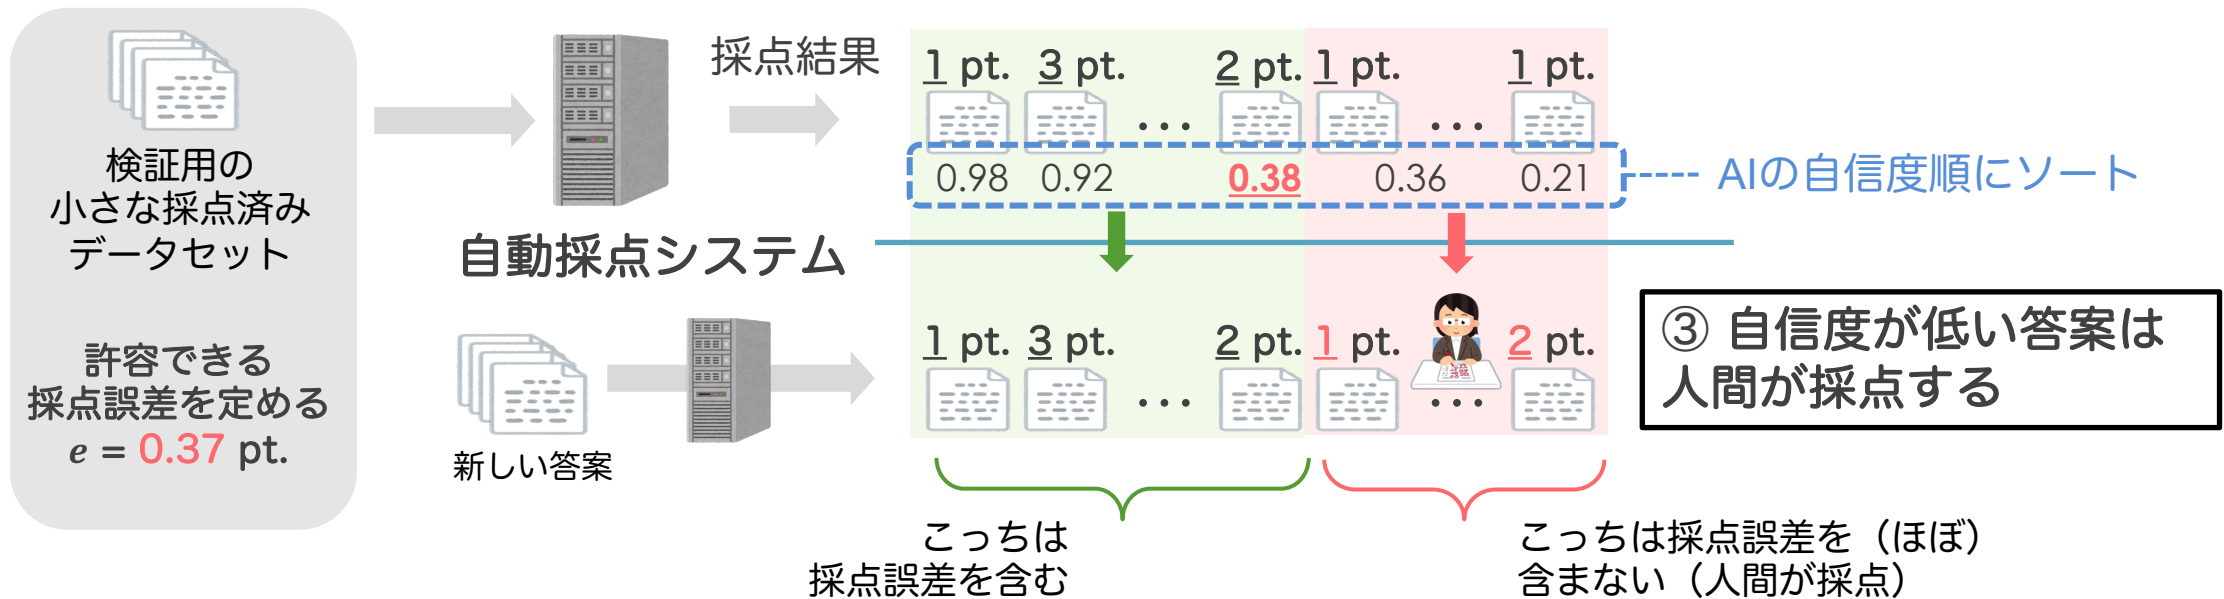 検証用の
小さな採点済み
データセット
許容できる
採点誤差を定める
e = 0.37 pt.
自動採点システム
新しい答案
採点結果
1 pt. 3 pt. 2 pt. 1 pt. 1 pt.
… …
0.98 0.92 0.38 0.36 0.21
AIの自信度順にソート
1 pt. 3 pt. 2 pt. 1 pt. 2 pt.
… …
③ 自信度が低い答案は
人間が採点する
こっちは
採点誤差を含む
こっちは採点誤差を（ほぼ）
含まない（人間が採点）